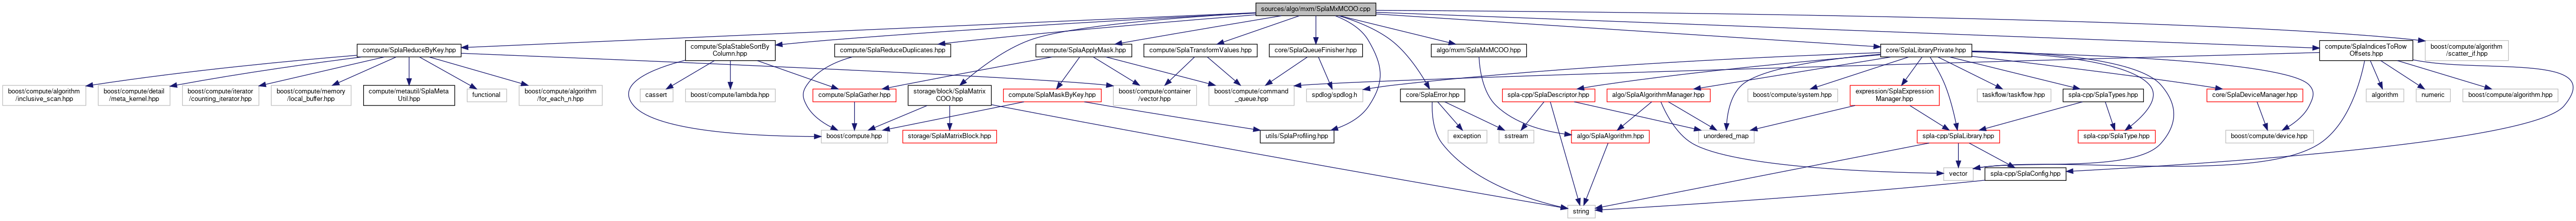 sources/algo/mxm/SplaMxMCOO.cpp
compute/SplaReduceByKey.hpp
compute/SplaStableSortBy
Column.hpp
compute/SplaReduceDuplicates.hpp
compute/SplaApplyMask.hpp
compute/SplaTransformValues.hpp
core/SplaQueueFinisher.hpp
algo/mxm/SplaMxMCOO.hpp
core/SplaLibraryPrivate.hpp
compute/SplaIndicesToRow
Offsets.hpp
boost/compute/algorithm
/scatter_if.hpp
boost/compute/algorithm
/inclusive_scan.hpp
boost/compute/detail
/meta_kernel.hpp
boost/compute/iterator
/counting_iterator.hpp
boost/compute/memory
/local_buffer.hpp
compute/metautil/SplaMeta
Util.hpp
functional
boost/compute/algorithm
/for_each_n.hpp
cassert
boost/compute/lambda.hpp
compute/SplaGather.hpp
storage/block/SplaMatrix
COO.hpp
compute/SplaMaskByKey.hpp
boost/compute/container
/vector.hpp
boost/compute/command
_queue.hpp
spdlog/spdlog.h
core/SplaError.hpp
spla-cpp/SplaDescriptor.hpp
algo/SplaAlgorithmManager.hpp
boost/compute/system.hpp
expression/SplaExpression
Manager.hpp
taskflow/taskflow.hpp
spla-cpp/SplaTypes.hpp
core/SplaDeviceManager.hpp
algorithm
numeric
boost/compute/algorithm.hpp
boost/compute.hpp
storage/SplaMatrixBlock.hpp
utils/SplaProfiling.hpp
exception
sstream
algo/SplaAlgorithm.hpp
unordered_map
spla-cpp/SplaLibrary.hpp
spla-cpp/SplaType.hpp
boost/compute/device.hpp
vector
spla-cpp/SplaConfig.hpp
string